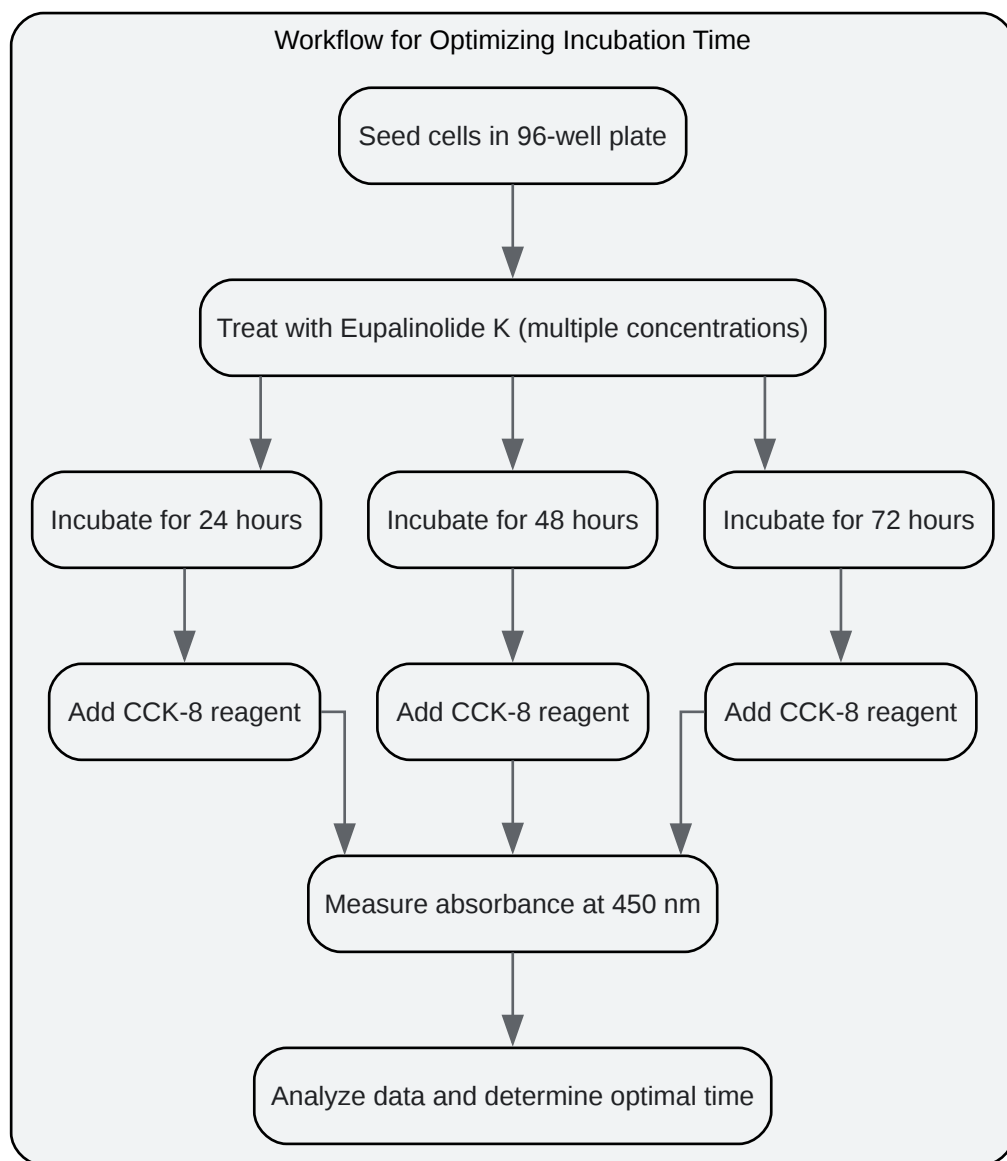 Workflow for Optimizing Incubation Time
Seed cells in 96-well plate
Treat with Eupalinolide K (multiple concentrations)
Incubate for 24 hours
Incubate for 48 hours
Incubate for 72 hours
Add CCK-8 reagent
Add CCK-8 reagent
Add CCK-8 reagent
Measure absorbance at 450 nm
Analyze data and determine optimal time